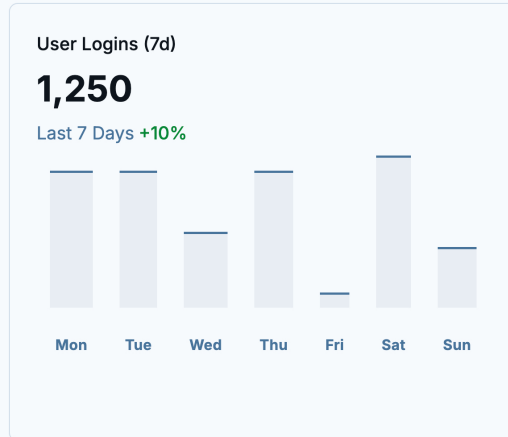 User Logins (7d)
1,250
Last 7 Days +10%
Mon Tue Wed Thu Fri Sat Sun